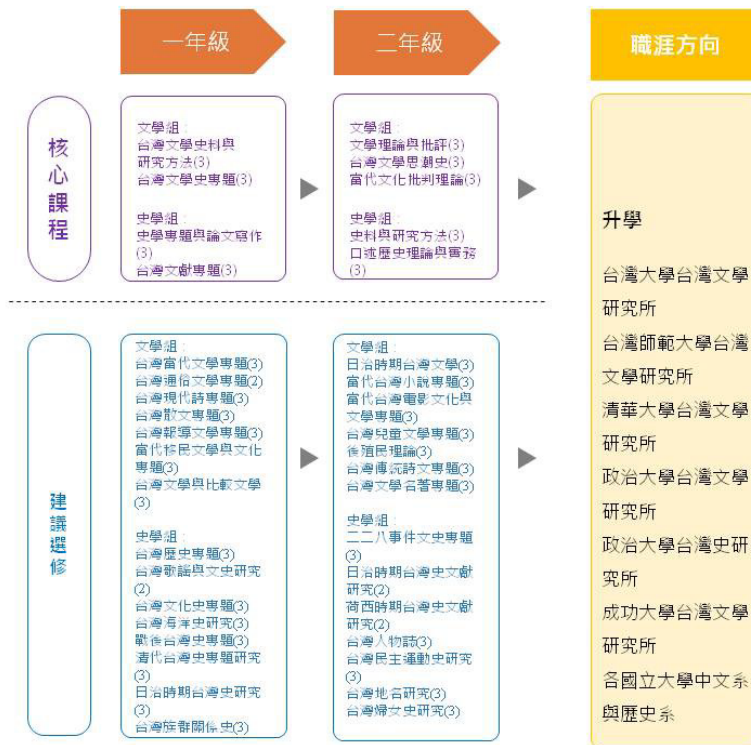 一年級
二年級
職涯方向
核心課程
文學組:
台灣文學史料與
研究方法(3)
台灣文學史專題(3)
史學組:
史學專題與論文寫作
(3)
台灣文獻專題(3)
文學組:
文學理論與批評(3)
台灣文學思潮史(3)
當代文化批判理論(3)
史學組:
史料與研究方法(3)
口述歷史理論與實務
(3)
建議選修
文學組:
台灣當代文學專題(3)
台灣通俗文學專題(2)
台灣現代詩專題(3)
台灣散文專題(3)
台灣報導文學專題(3)
當代移民文學與文化
專題(3)
台灣文學與比較文學
(3)
史學組:
台灣歷史專題(3)
台灣歌謠與文史研究
(2)
台灣文化史專題(3)
台灣海洋史研究(3)
戰後台灣史專題(3)
清代台灣史專題研究
(3)
日治時期台灣史研究
(3)
台灣族群關係史(3)
文學組:
日治時期台灣文學(3)
當代台灣小說專題(3)
當代台灣電影文化與
文學專題(3)
台灣兒童文學專題(3)
後殖民理論(3)
台灣傳統詩文專題(3)
台灣文學名著專題(3)
史學組:
二二八事件文史專題
(3)
日治時期台灣史文獻
研究(2)
荷西時期台灣史文獻
研究(2)
台灣人物誌(3)
台灣民主運動史研究
(3)
台灣地名研究(3)
台灣婦女史研究(3)
升學
台灣大學台灣文學
研究所
台灣師範大學台灣
文學研究所
清華大學台灣文學
研究所
政治大學台灣文學
研究所
政治大學台灣史研
究所
成功大學台灣文學
研究所
各國立大學中文系
與歷史系